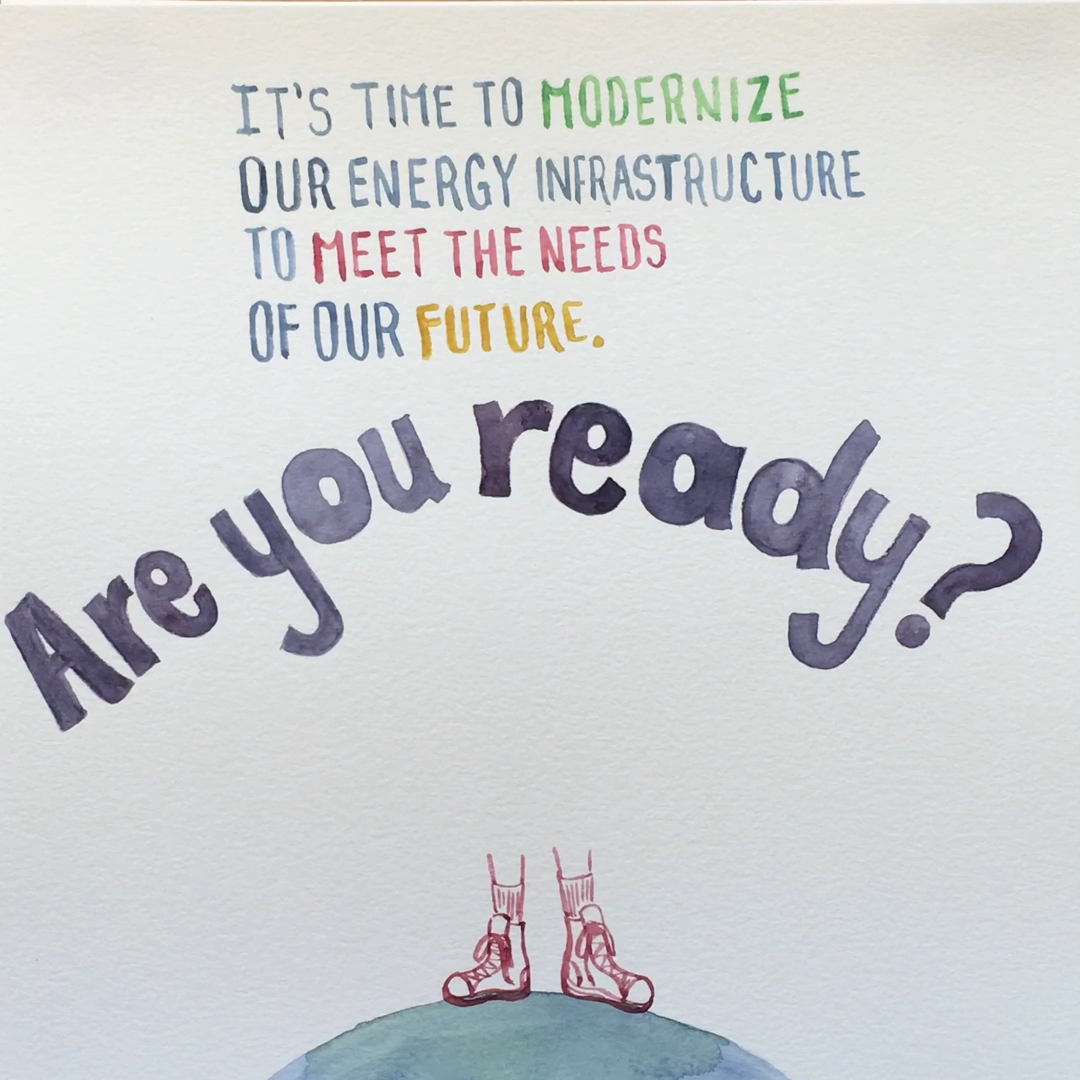 IT'S TIME TO MODERNIZE
OUR ENERGY INFRASTRUCTURE
TO MEET THE NEEDS
OF OUR FUTURE.
Are you ready?